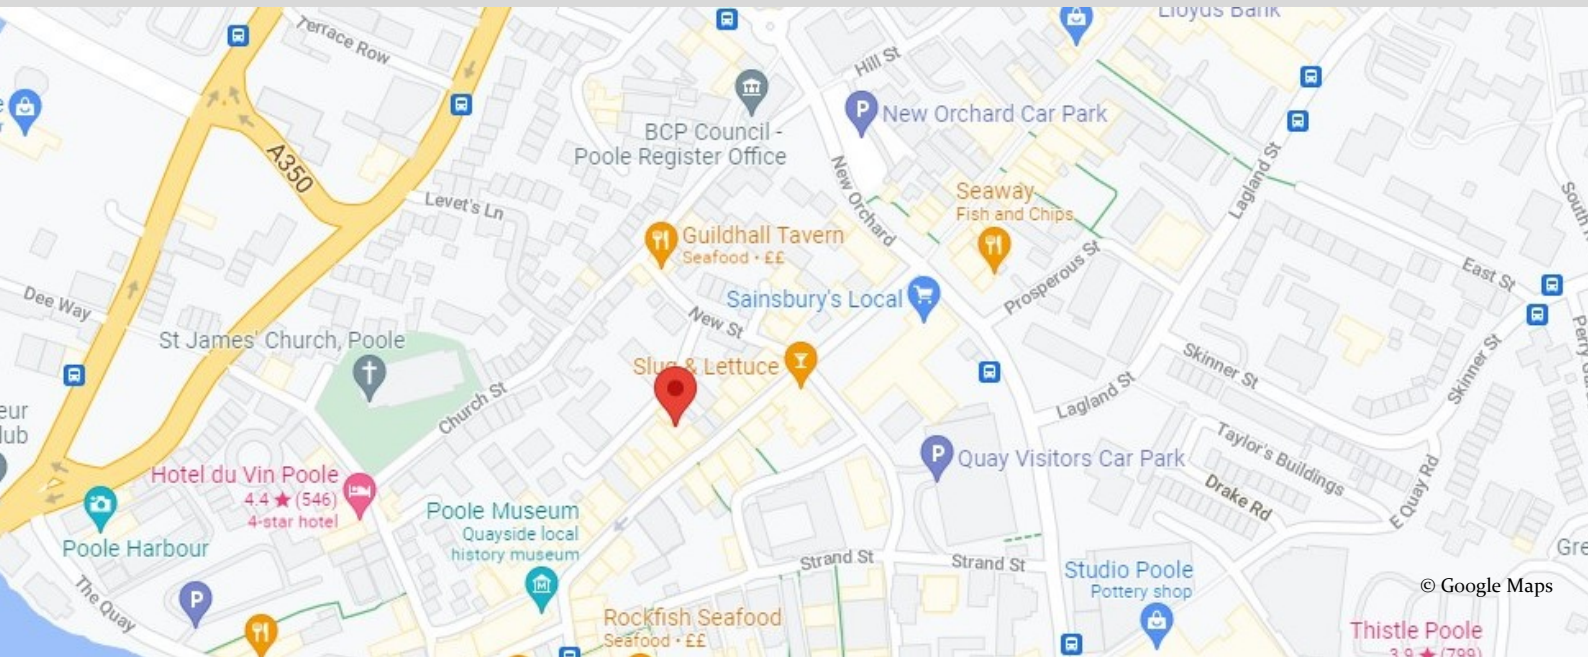 Lloyds Bank
Terrace Row
Hill St
P
New Orchard Car Park
BCP Council -
Poole Register Office
A350
New Orchard
Lagland St
Seaway
Fish and Chips
Levet's Ln
Guildhall Tavern
Seafood · ££
Prosperous St
East St
Dee Way
Sainsbury's Local
New St
St James' Church, Poole
Slug & Lettuce
Skinner St
Skinner St
Lagland St
Church St
Taylor's Buildings
Hotel du Vin Poole
4.4 ★ (546)
4-star hotel
P
Quay Visitors Car Park
Drake Rd
E Quay Rd
Poole Museum
Quayside local
history museum
M
Poole Harbour
Strand St
Strand St
The Quay
P
Studio Poole
Pottery shop
© Google Maps
Rockfish Seafood
Seafood · ££
Thistle Poole
3.9 ★ (799)